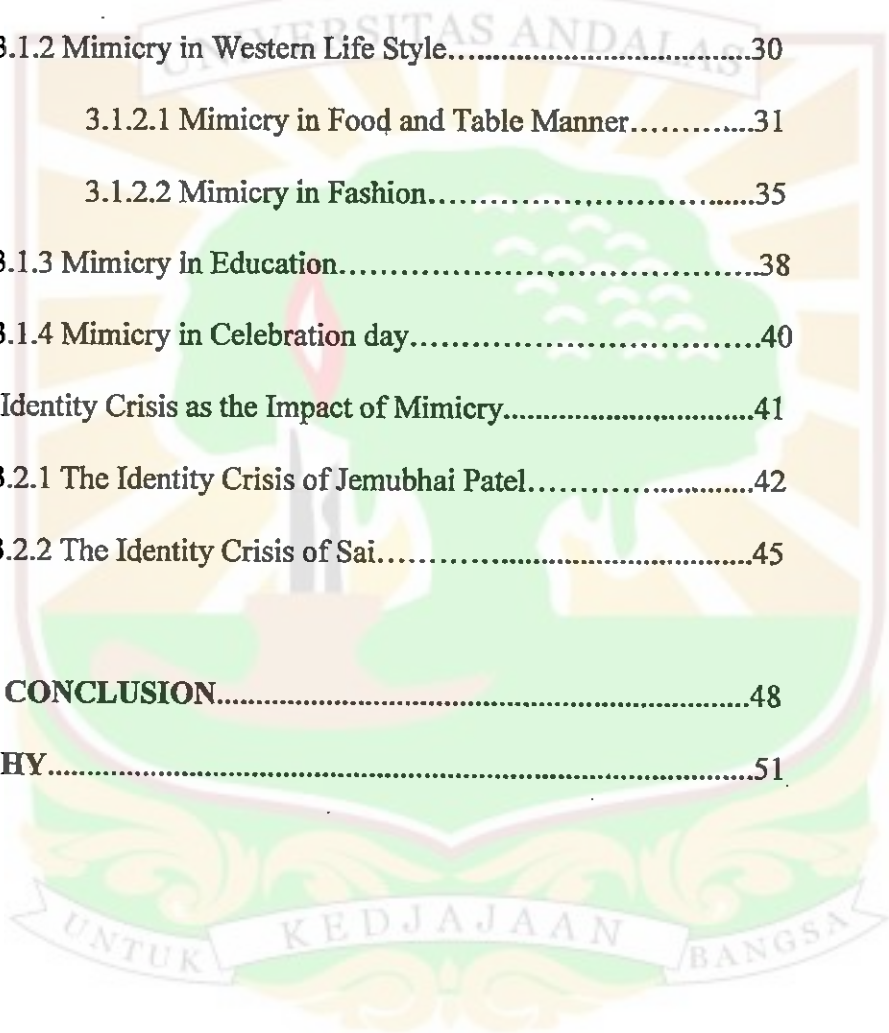 UNIVERSITAS ANDALAS
3.1.2 Mimicry in Western Life Style.......................................30
3.1.2.1 Mimicry in Food and Table Manner.............31
3.1.2.2 Mimicry in Fashion....................................35
3.1.3 Mimicry in Education..................................................38
3.1.4 Mimicry in Celebration day.........................................40
Identity Crisis as the Impact of Mimicry................................41
3.2.1 The Identity Crisis of Jemubhai Patel..........................42
3.2.2 The Identity Crisis of Sai.............................................45
CONCLUSION...................................................................48
HY.........................................................................................51
UNTUK KEDJAJAAN BANGSA